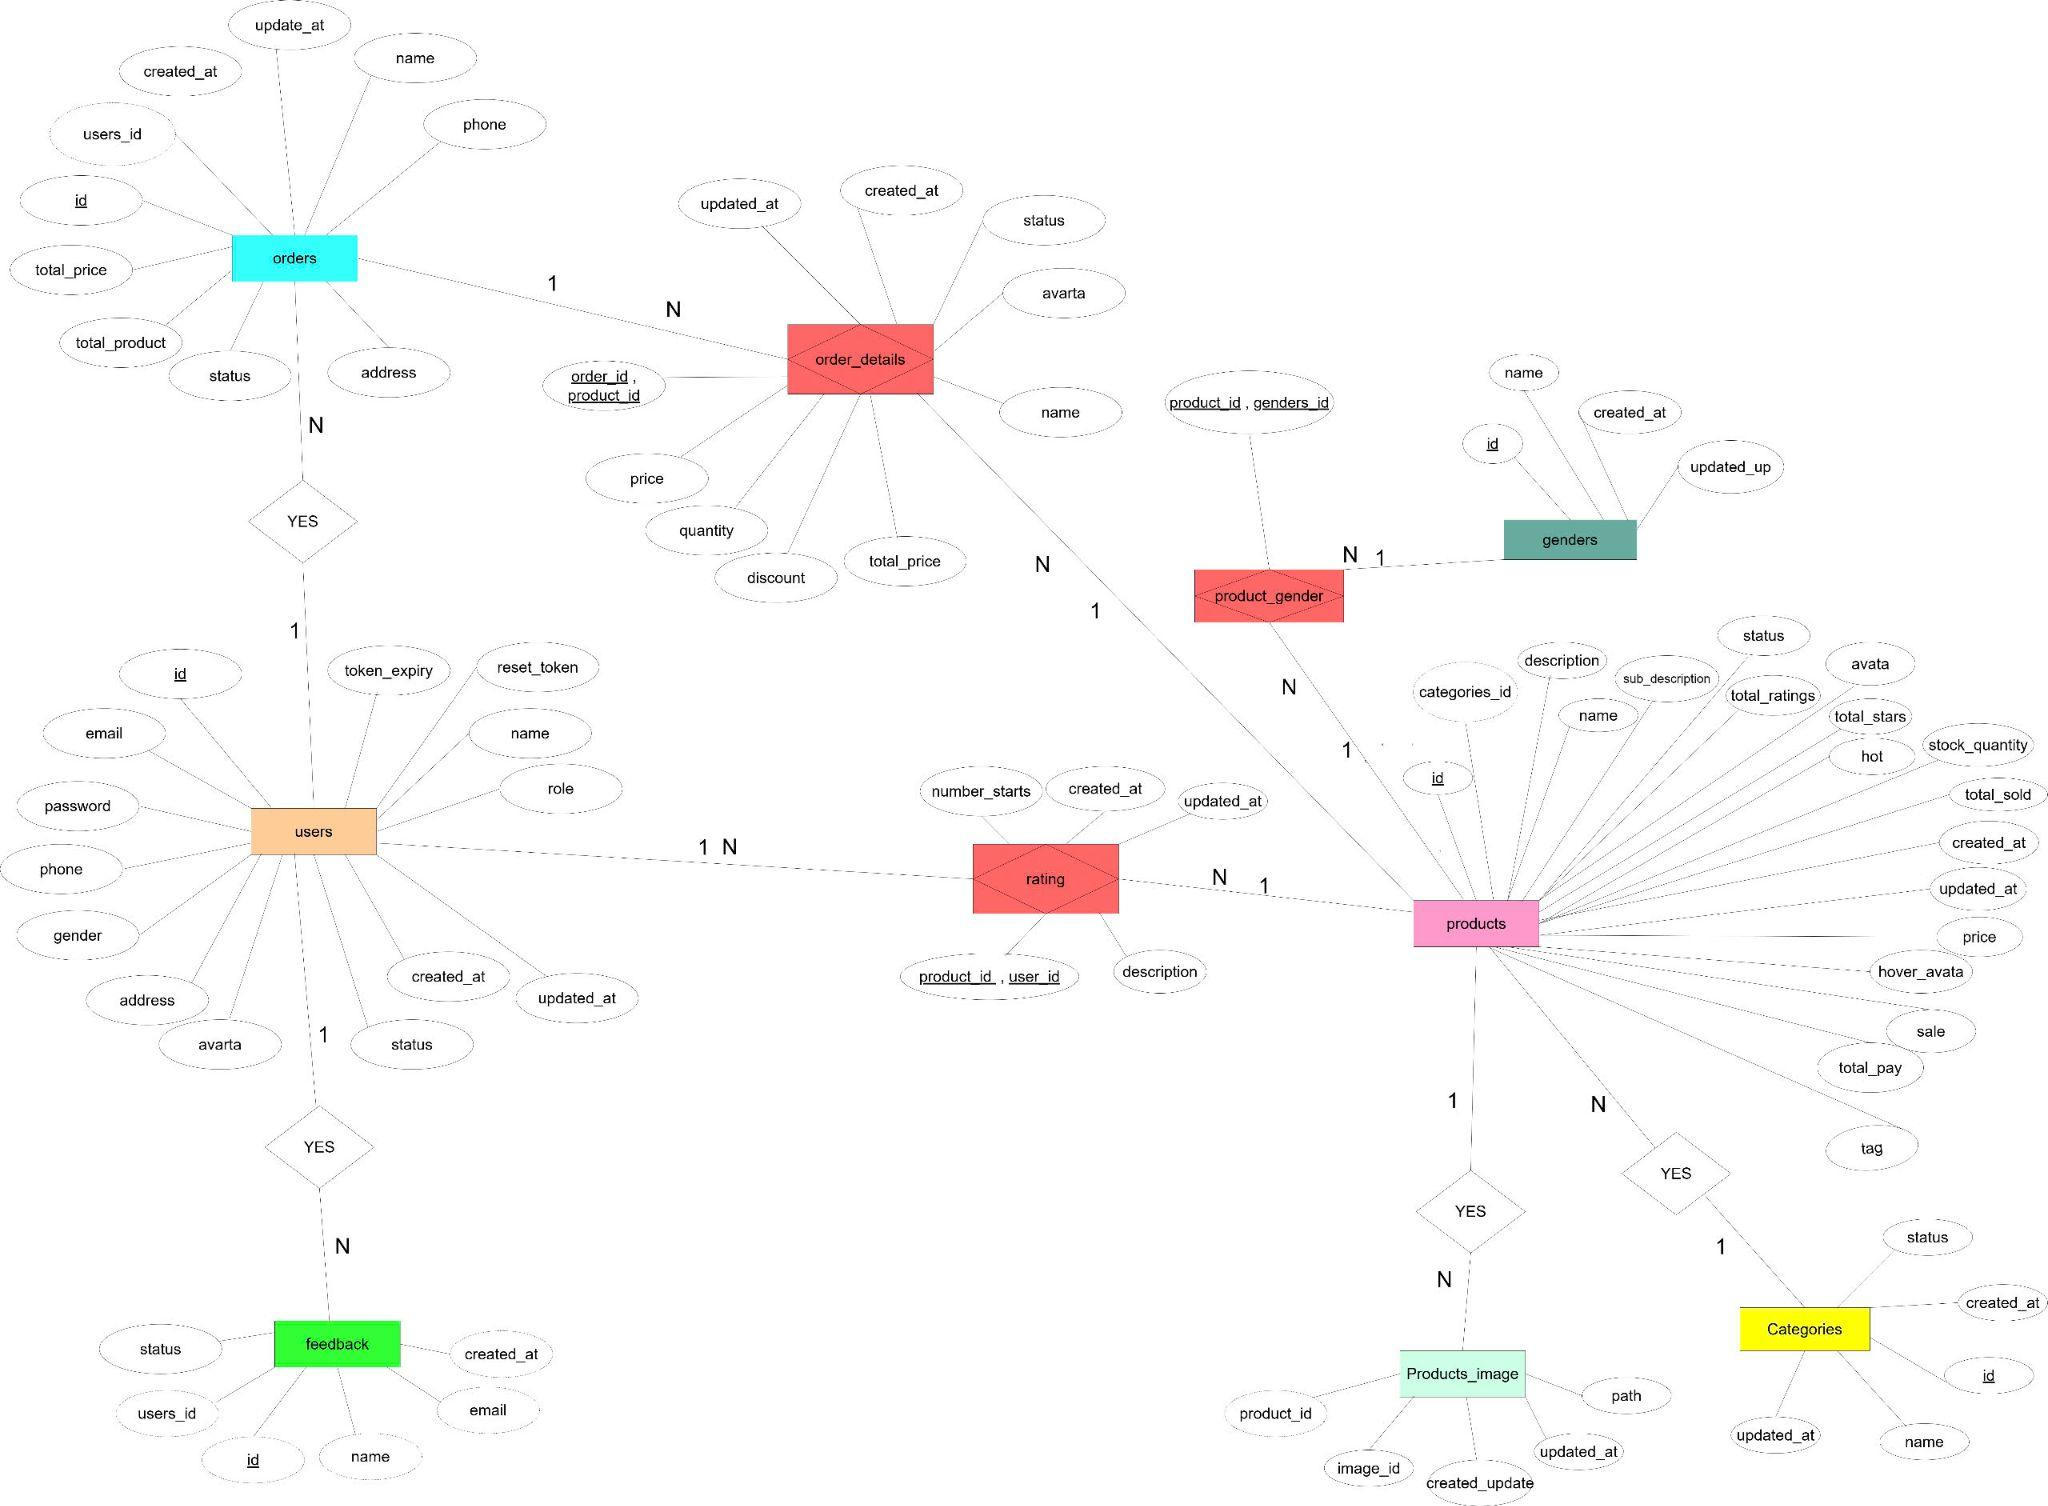 update_at
name
created_at
phone
users_id
id
orders
total_price
total_product
status
address
1
N
updated_at
created_at
status
avarta
order_details
order_id ,
product_id
name
price
quantity
discount
total_price
N
YES
1
N
1
product_id , genders_id
name
created_at
id
updated_up
genders
N
1
product_gender
N
1
id
token_expiry
reset_token
email
name
password
role
users
phone
gender
address
avarta
status
created_at
updated_at
1
N
number_starts
created_at
updated_at
rating
product_id , user_id
description
N
1
categories_id
description
sub_description
status
name
total_ratings
avata
total_stars
hot
stock_quantity
id
total_sold
created_at
updated_at
products
price
hover_avata
sale
total_pay
tag
1
YES
N
feedback
status
created_at
users_id
email
id
name
1
YES
N
Products_image
product_id
path
image_id
created_update
updated_at
N
YES
1
Categories
status
created_at
id
updated_at
name